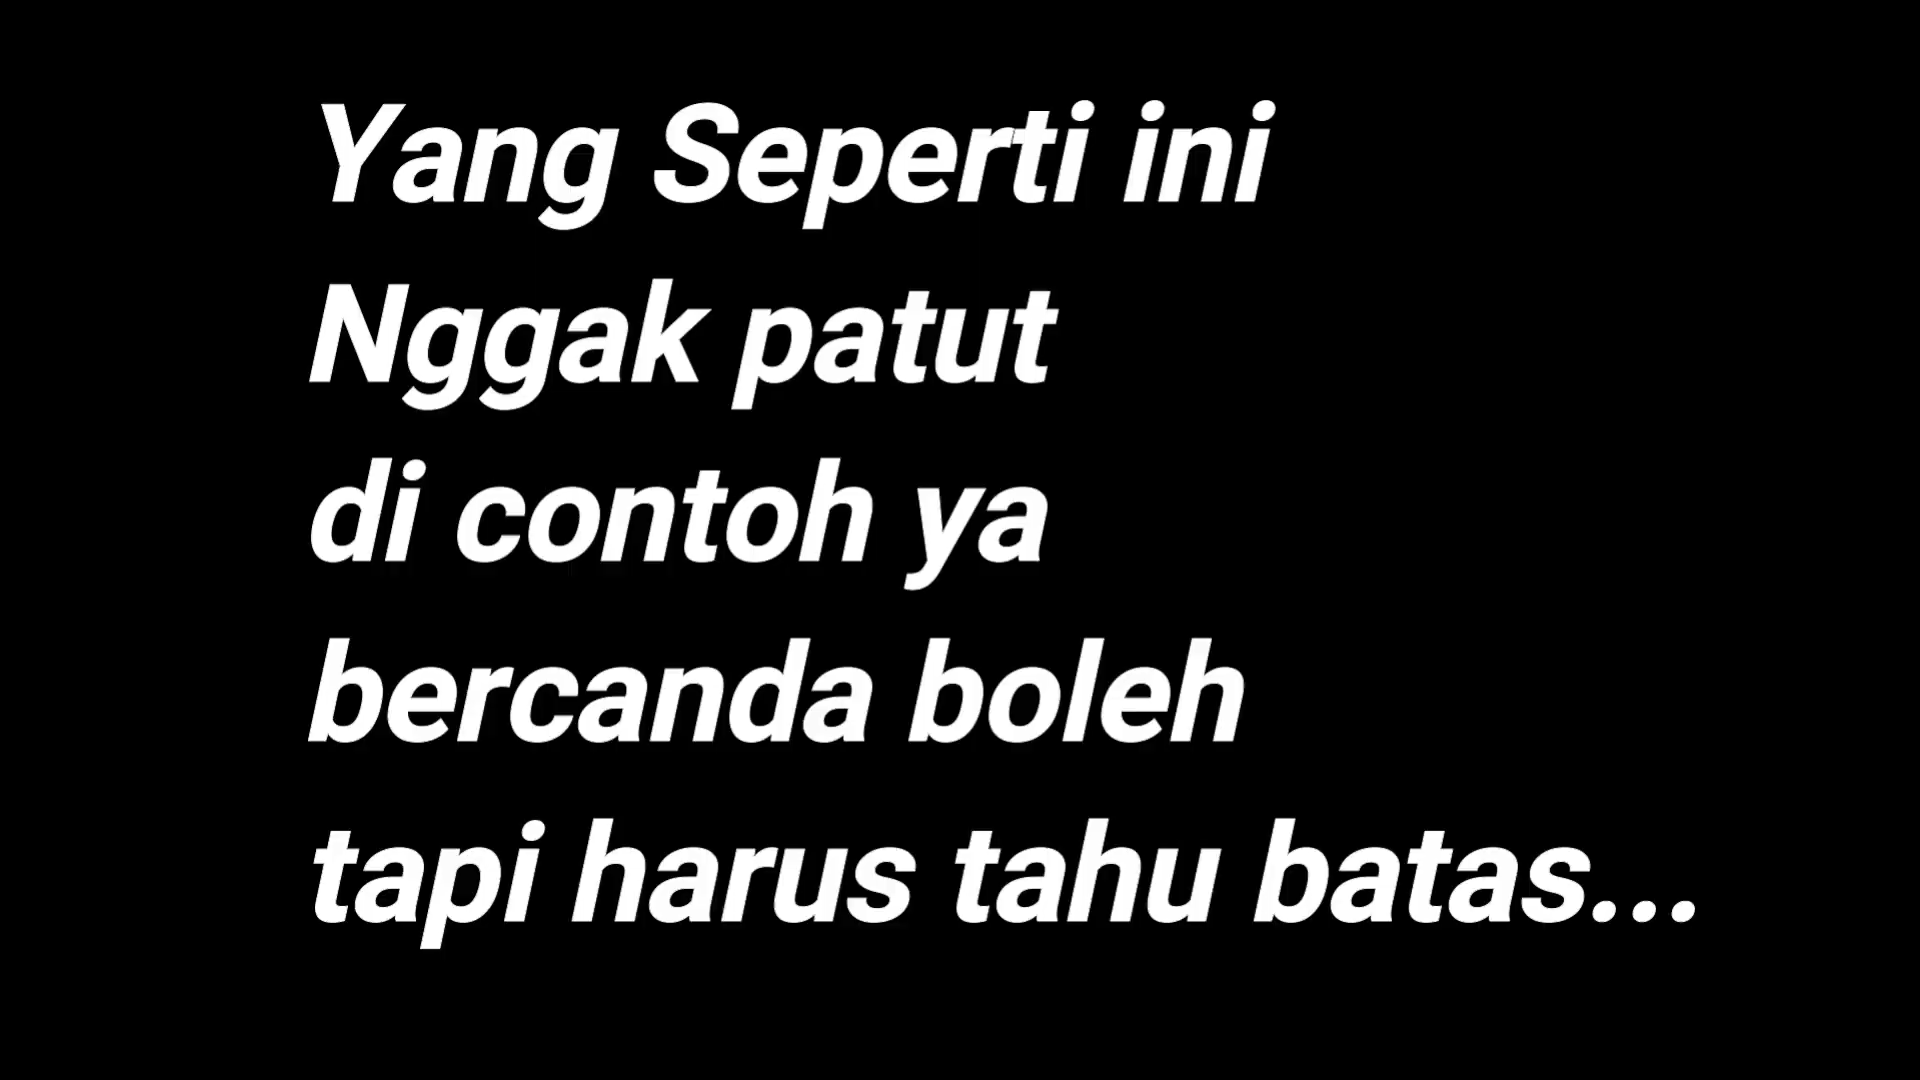 Yang Seperti ini
Nggak patut
di contoh ya
bercanda boleh
tapi harus tahu batas...